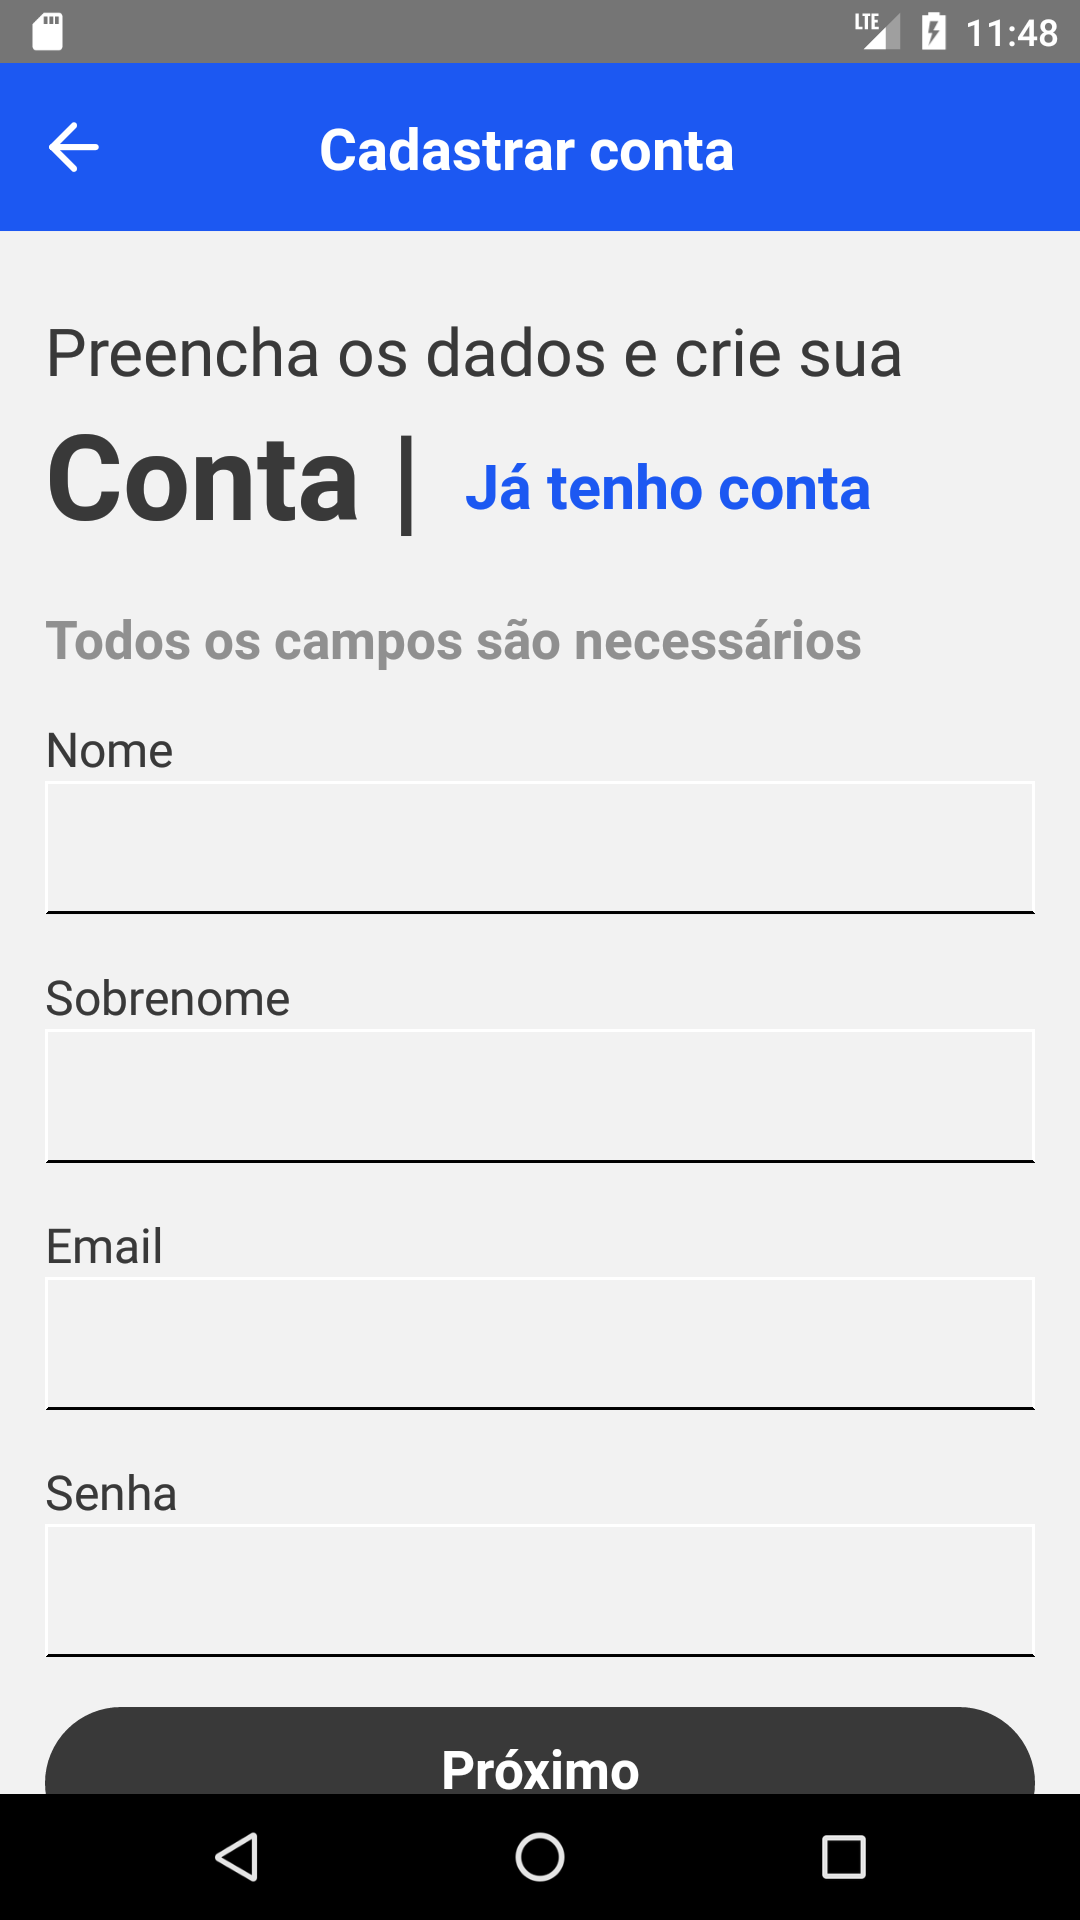 LTE 11:48
Cadastrar conta
Preencha os dados e crie sua
Conta | Já tenho conta
Todos os campos são necessários
Nome
Sobrenome
Email
Senha
Próximo